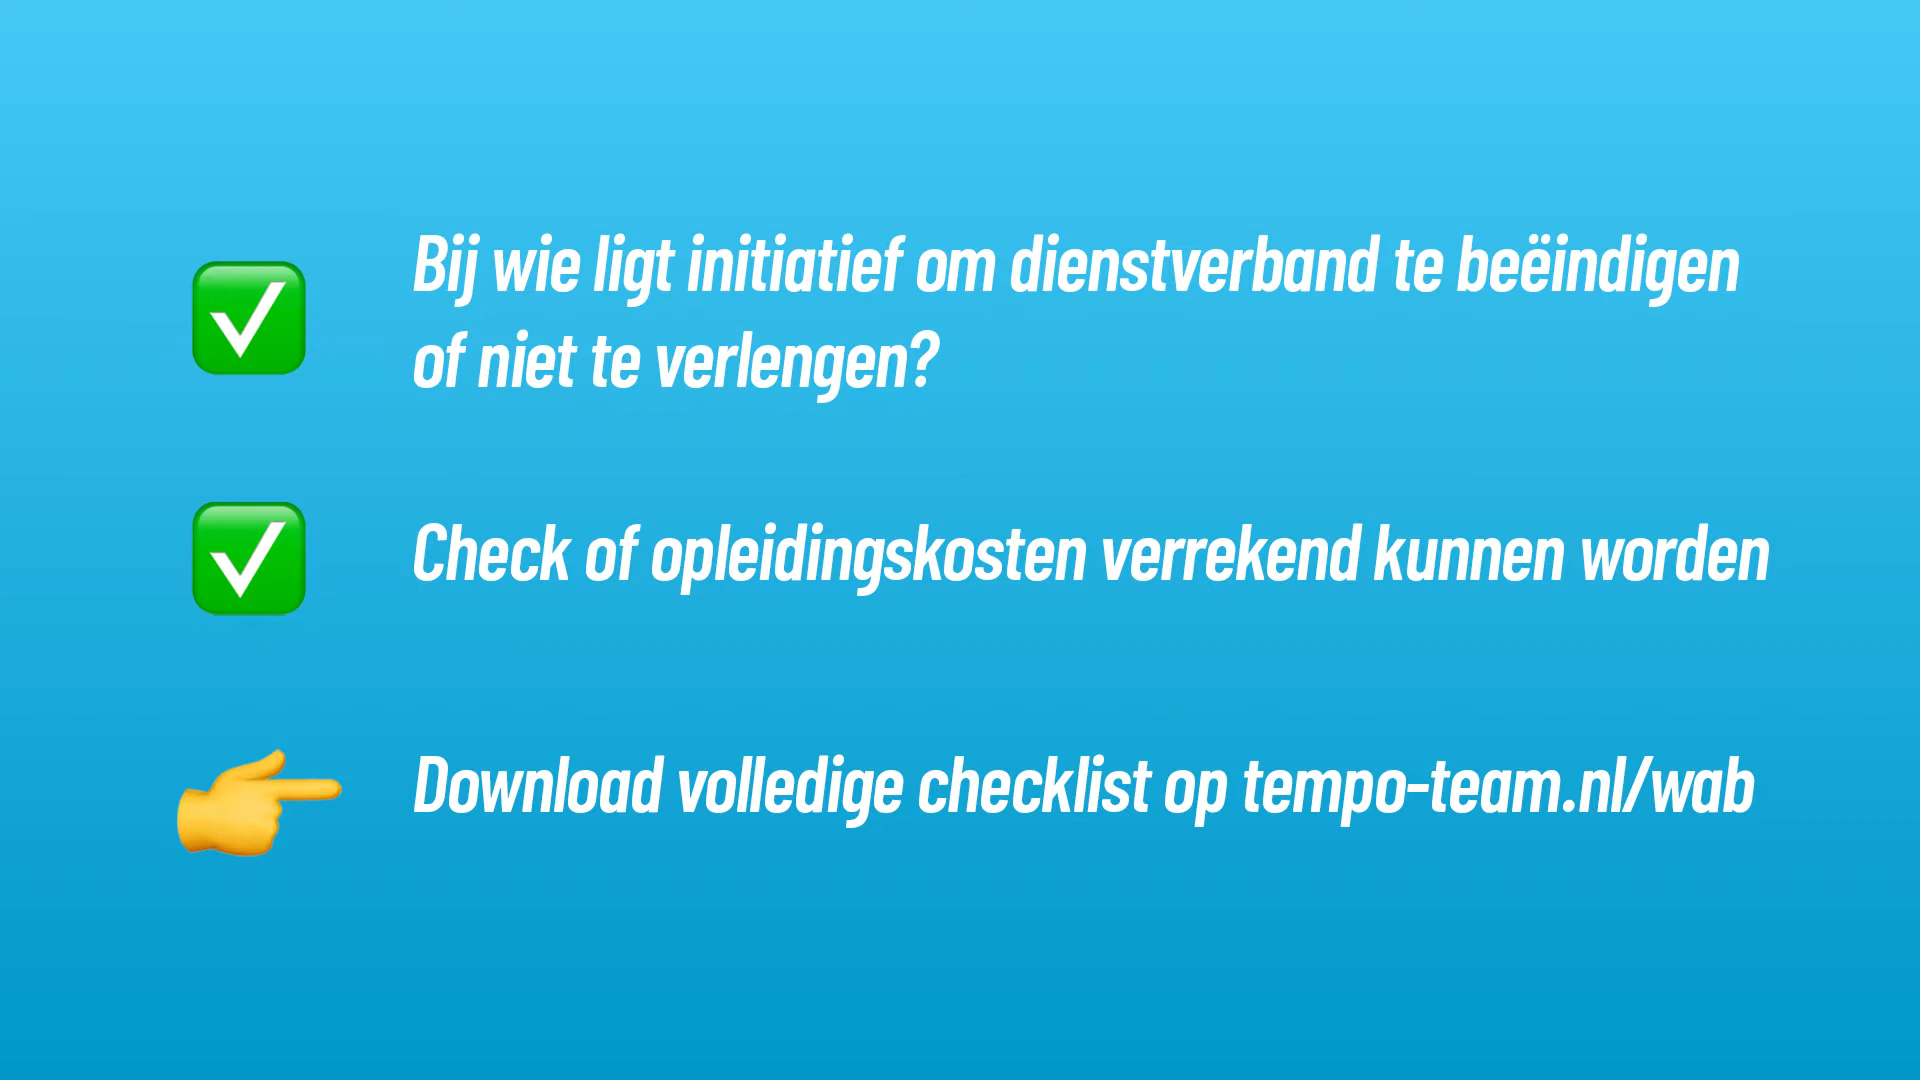 Bij wie ligt initiatief om dienstverband te beëindigen
of niet te verlengen?
Check of opleidingskosten verrekend kunnen worden
Download volledige checklist op tempo-team.nl/wab